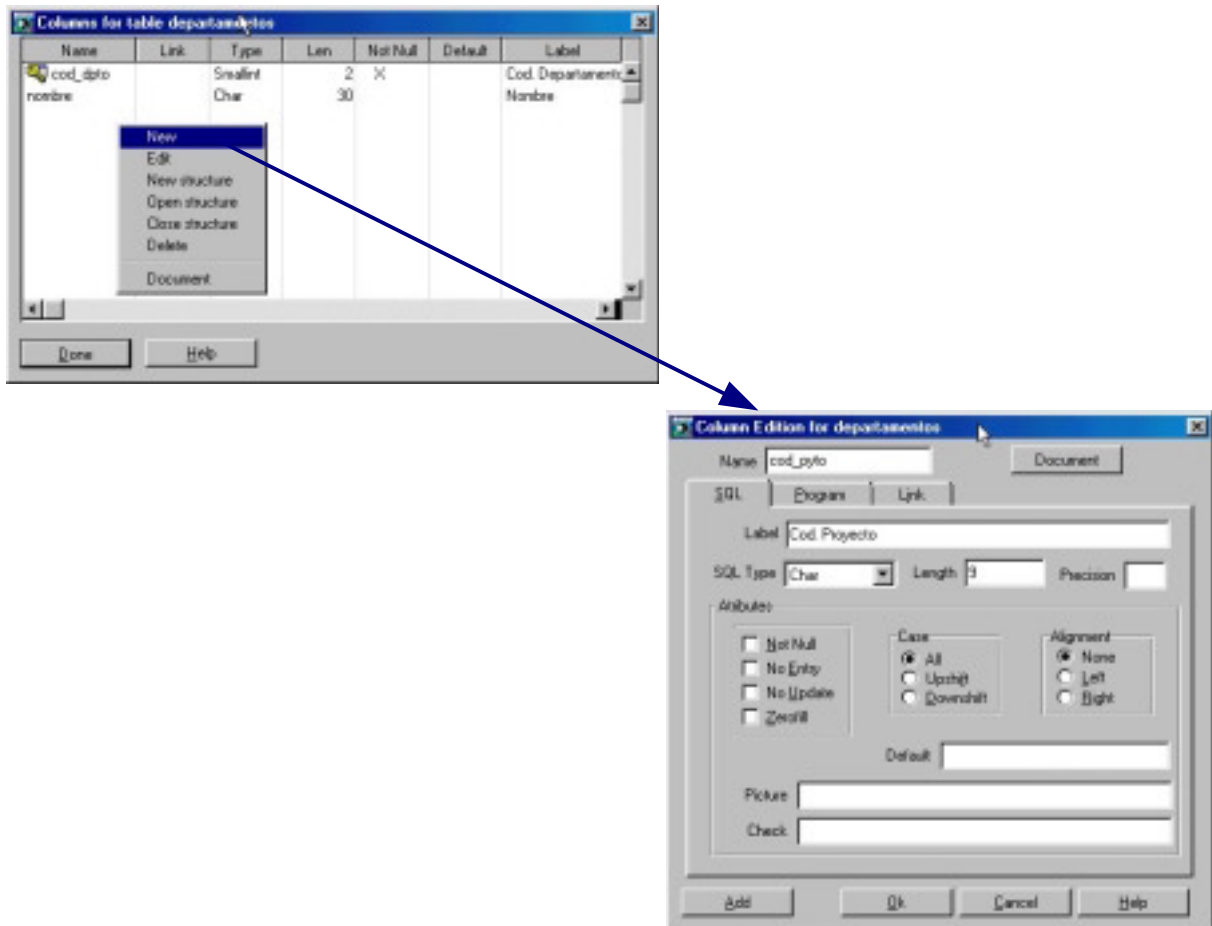 Columns for table departamentos
Name Link Type Len Not Null Default Label
cod_dpto Smallint 2 X Cod. Departamento
nombre Char 30 Nombre
New
Edit
New structure
Open structure
Close structure
Delete
Document
Done Help
Column Edition for departamentos
Name cod_pyto Document
SQL Program Link
Label Cod. Proyecto
SQL Type Char Length 9 Precision
Atributes
Not Null
No Entry
No Update
Zerofill
Case
All
Upshift
Downshift
Alignment
None
Left
Right
Default
Picture
Check
Add Ok Cancel Help